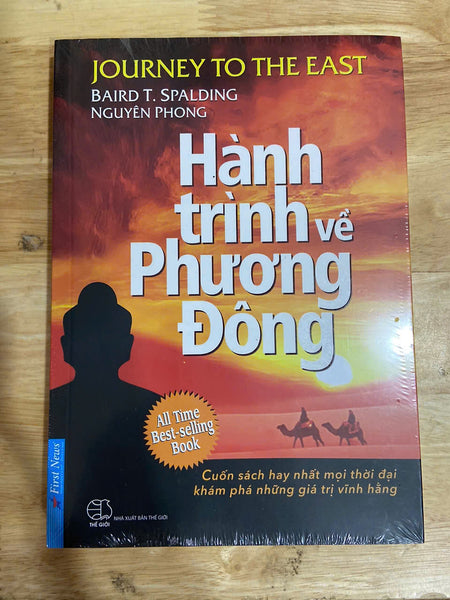 JOURNEY TO THE EAST
BAIRD T. SPALDING
NGUYÊN PHONG
Hành
trình về
Phương
Đông
All Time
Best-selling
Book
Cuốn sách hay nhất mọi thời đại
khám phá những giá trị vĩnh hằng
First News
THẾ GIỚI
NHÀ XUẤT BẢN THẾ GIỚI